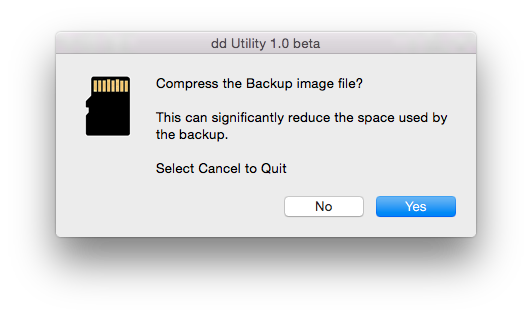 dd Utility 1.0 beta
Compress the Backup image file?
This can significantly reduce the space used by
the backup.
Select Cancel to Quit
No
Yes